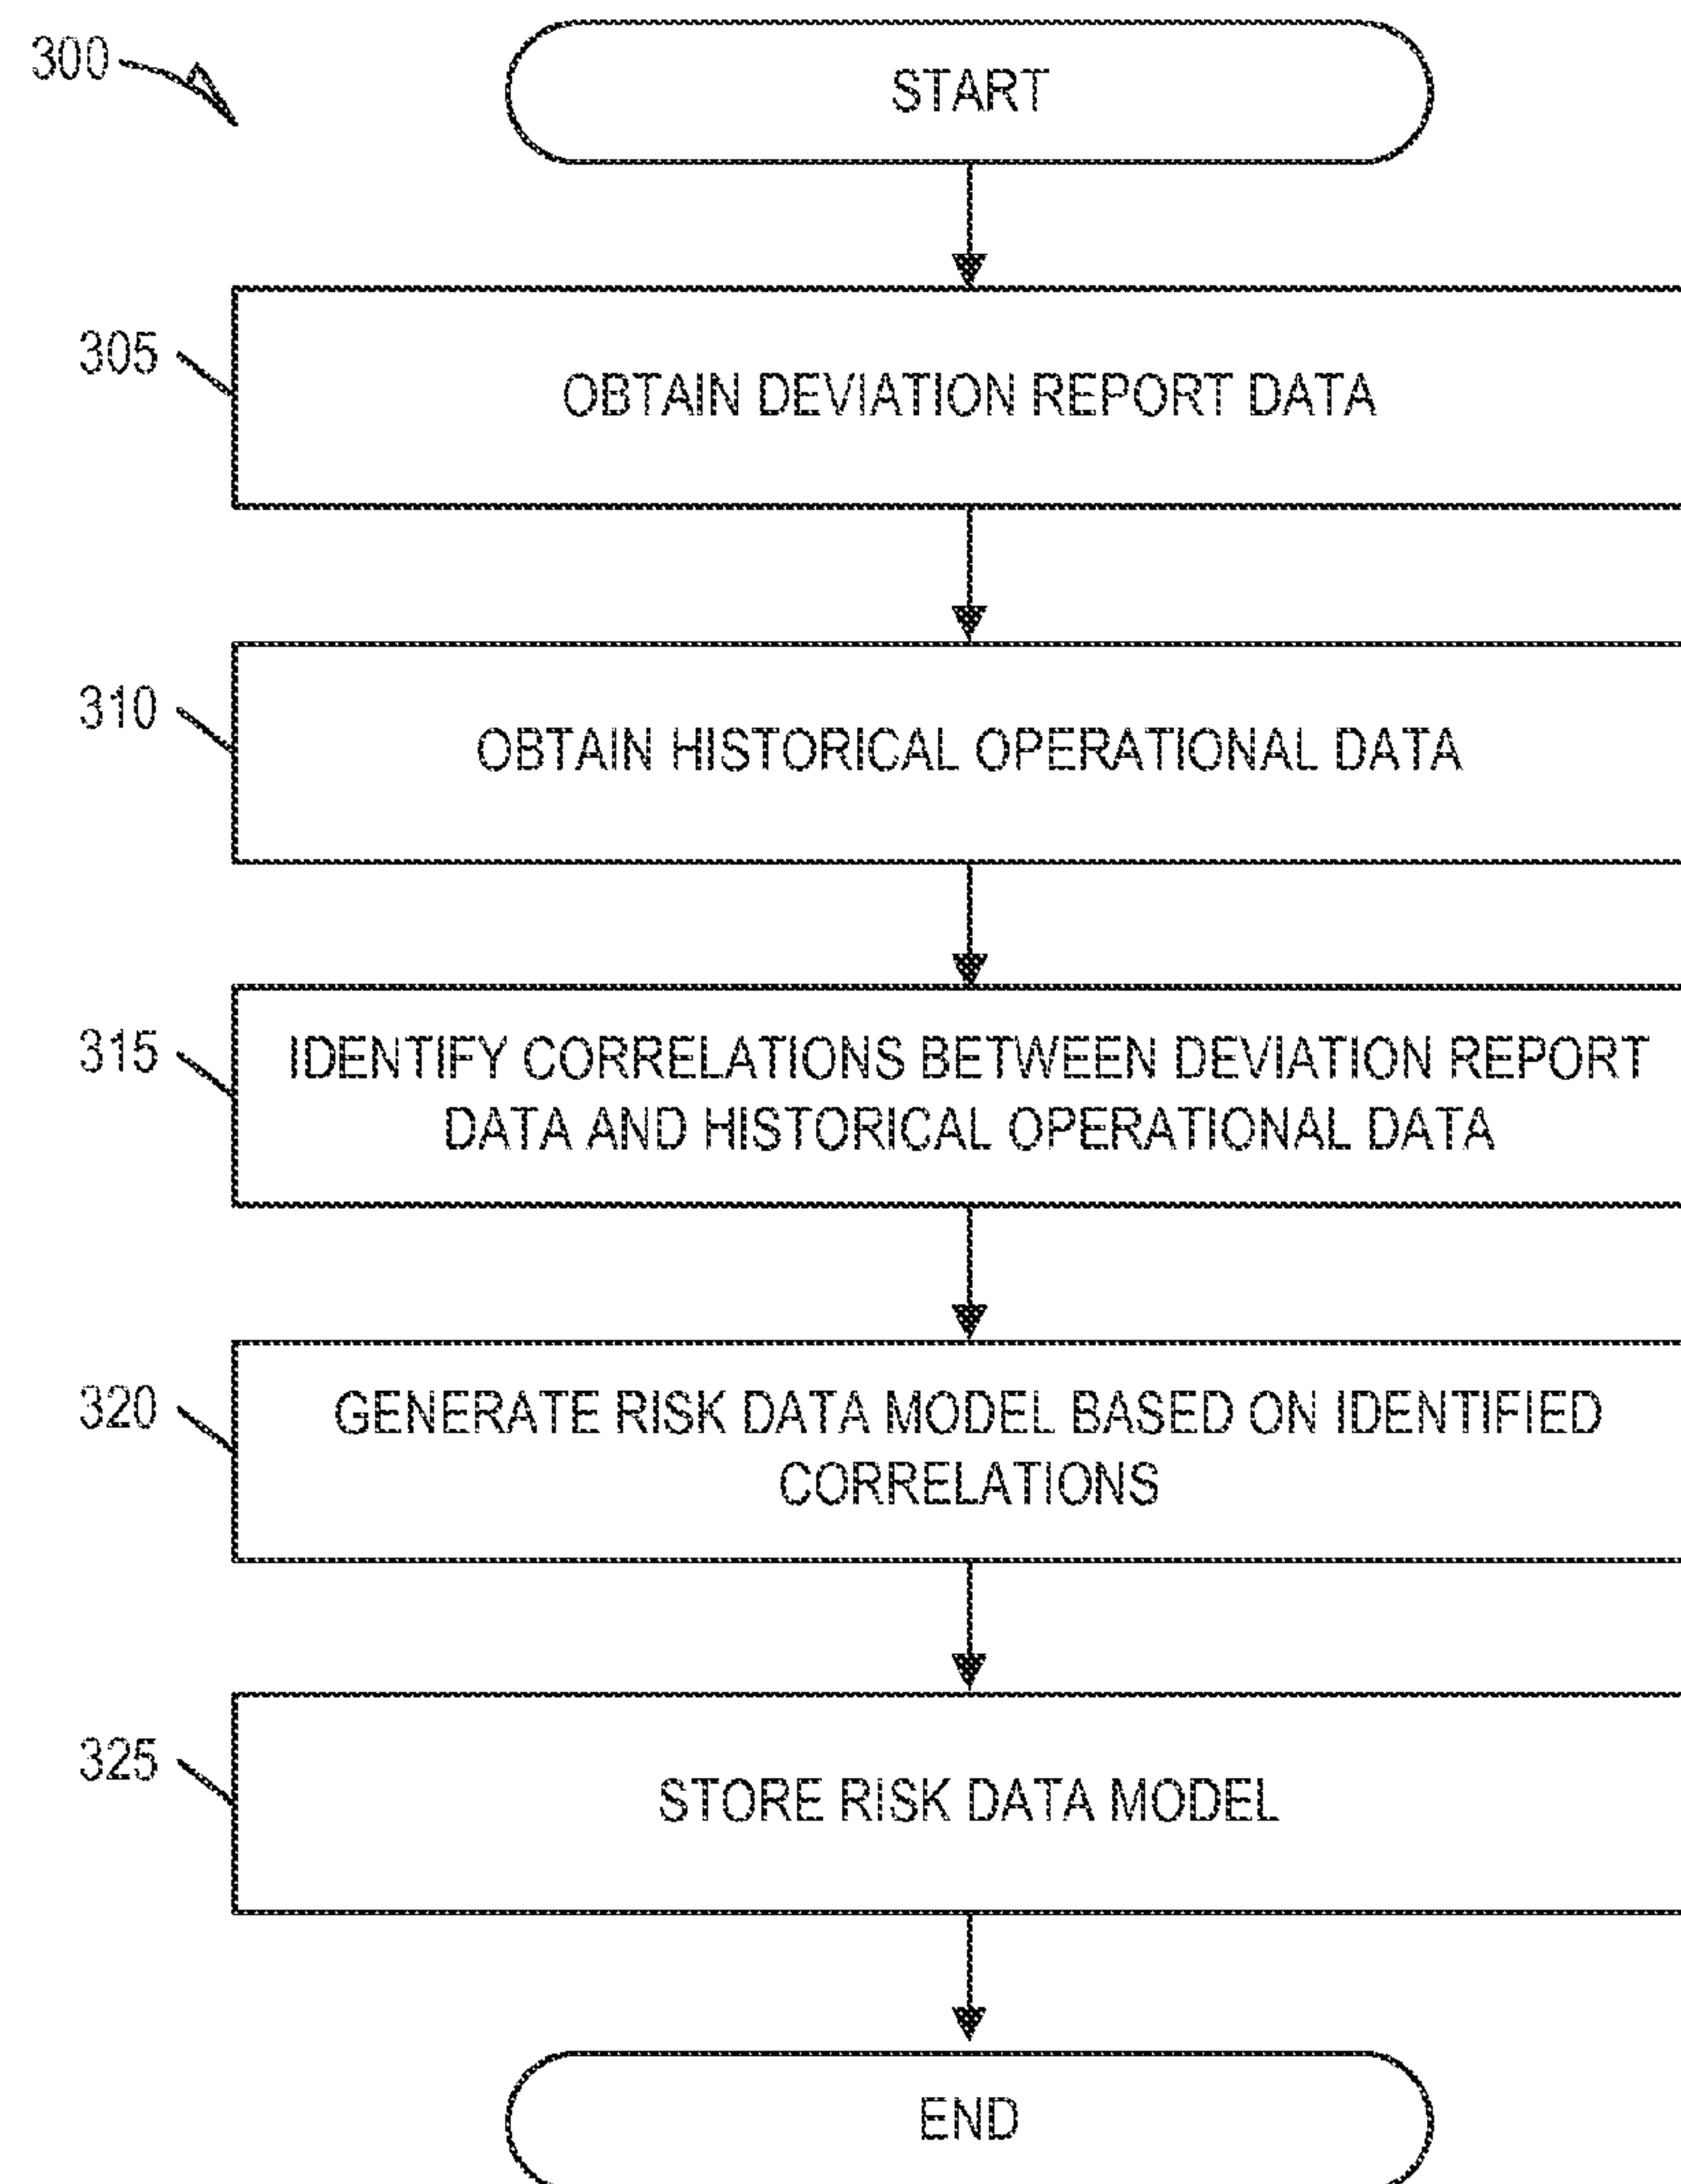 300
START
305
OBTAIN DEVIATION REPORT DATA
310
OBTAIN HISTORICAL OPERATIONAL DATA
315
IDENTIFY CORRELATIONS BETWEEN DEVIATION REPORT
DATA AND HISTORICAL OPERATIONAL DATA
320
GENERATE RISK DATA MODEL BASED ON IDENTIFIED
CORRELATIONS
325
STORE RISK DATA MODEL
END